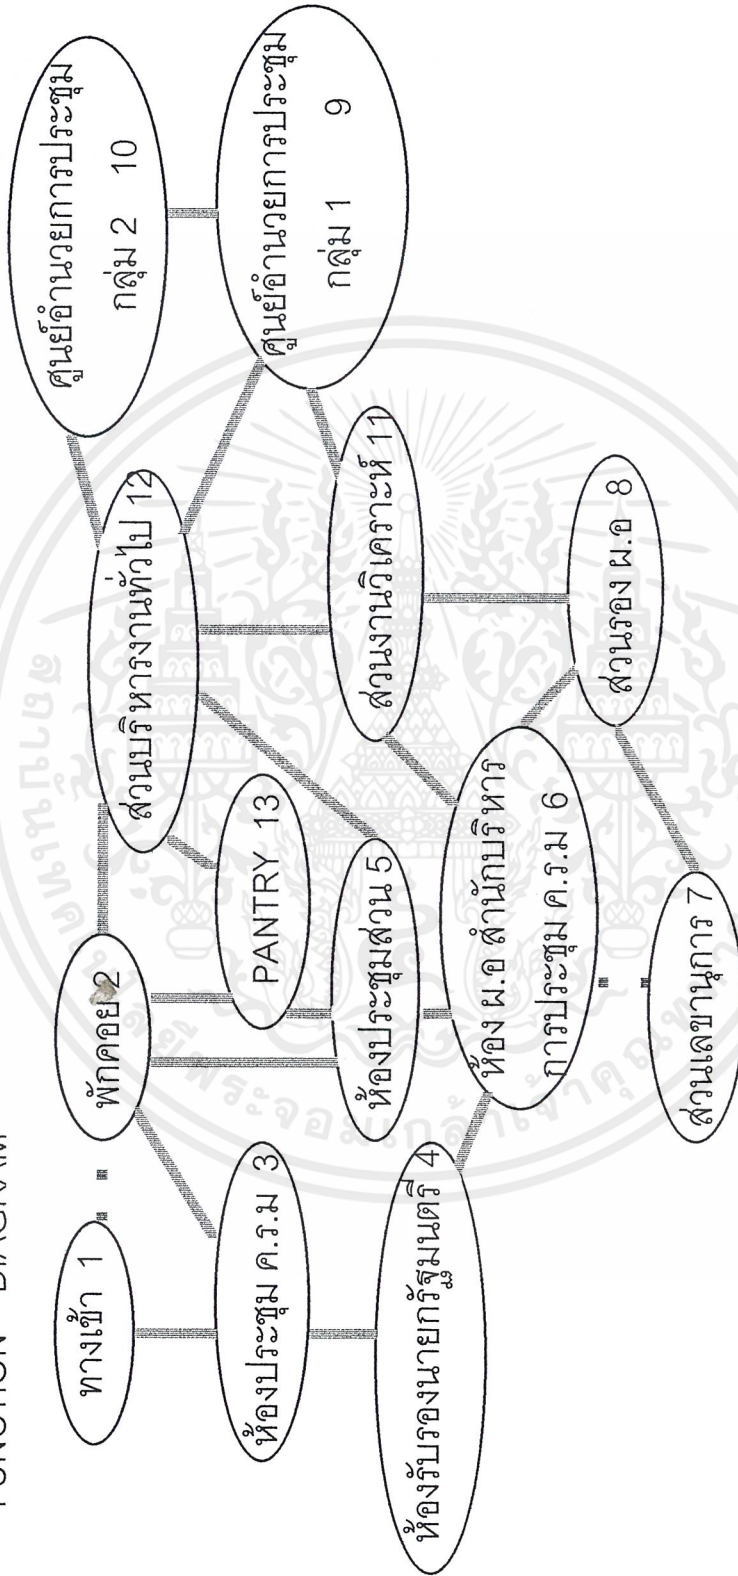 FUNCTION DIAGRAM
ทางเข้า 1
พักคอย 2
ห้องประชุม ค.ร.ม 3
ห้องรับรองนายกรัฐมนตรี 4
PANTRY 13
ห้องประชุมส่วน 5
ห้อง ผ.อ สำนักบริหาร
การประชุม ค.ร.ม 6
ส่วนเลขานุการ 7
ส่วนบริหารงานทั่วไป 12
ส่วนงานวิเคราะห์ 11
ส่วนรอง ผ.อ 8
ศูนย์อำนวยการประชุม
กลุ่ม 2 10
ศูนย์อำนวยการประชุม
กลุ่ม 1 9